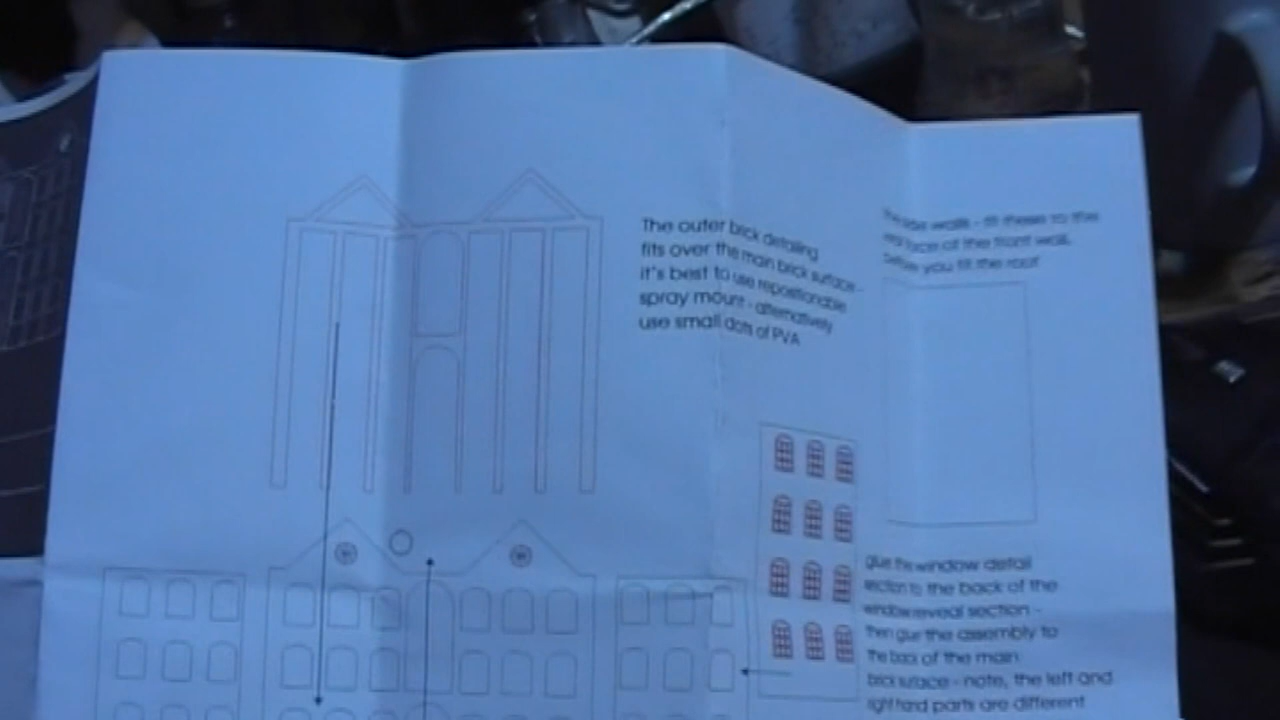 The outer brick detailing
fits over the main brick surface -
it's best to use repositionable
spray mount - alternatively
use small dots of PVA
side walls - fit these to the
face of the front wall,
before you fit the roof
glue the window detail
section to the back of the
window reveal section -
then glue the assembly to
the back of the main
brick surface - note, the left and
right hand parts are different